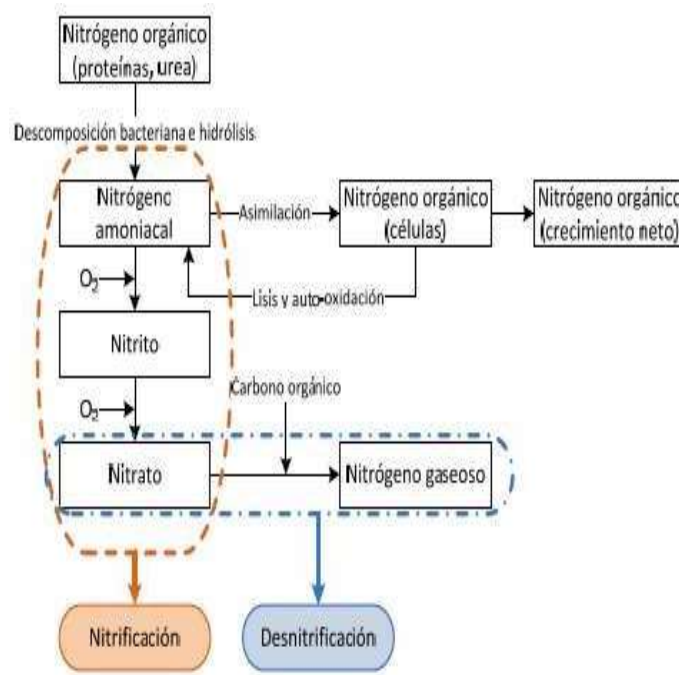 Nitrógeno orgánico
(proteínas, urea)
Descomposición bacteriana e hidrólisis
Nitrógeno
amoniacal
Asimilación
Nitrógeno orgánico
(células)
Nitrógeno orgánico
(crecimiento neto)
O₂
Lisis y auto-oxidación
Nitrito
O₂
Carbono orgánico
Nitrato
Nitrógeno gaseoso
Nitrificación
Desnitrificación